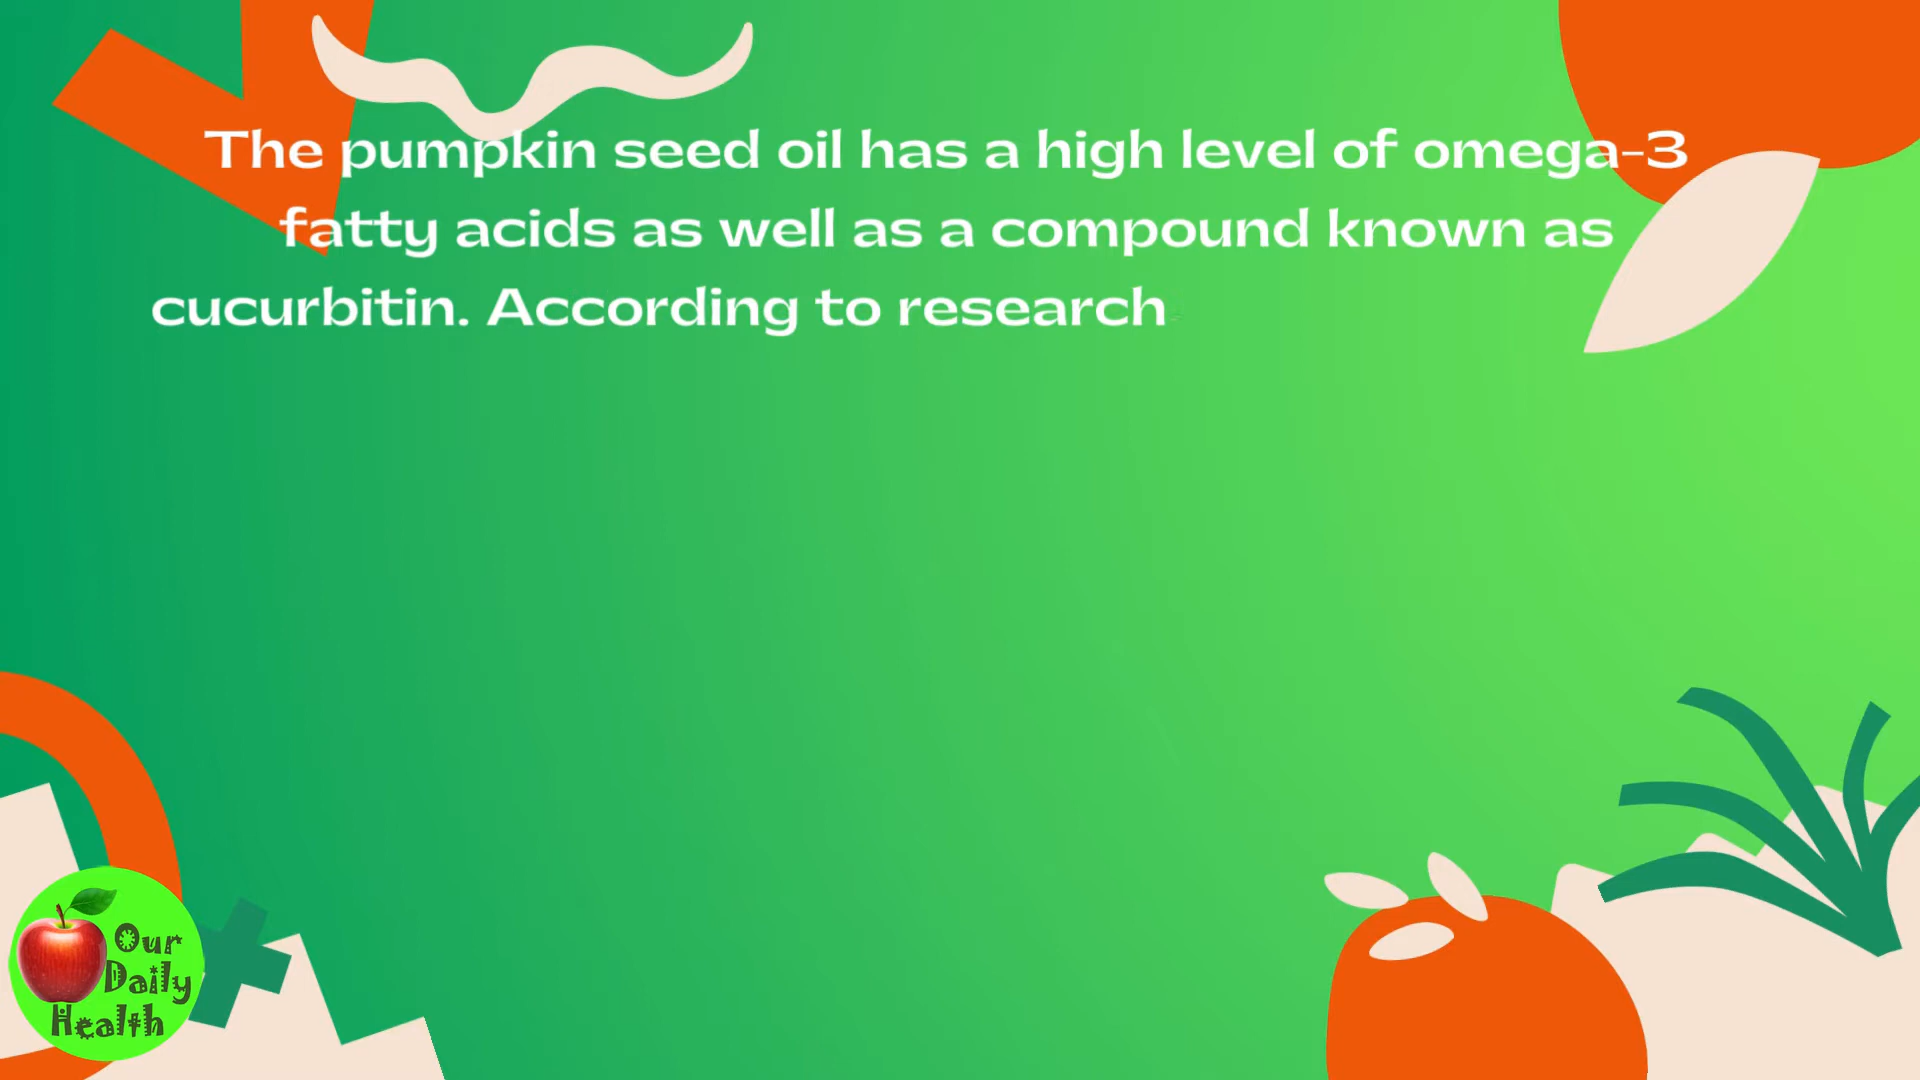 The pumpkin seed oil has a high level of omega-3
fatty acids as well as a compound known as
cucurbitin. According to research
Our
Daily
Health